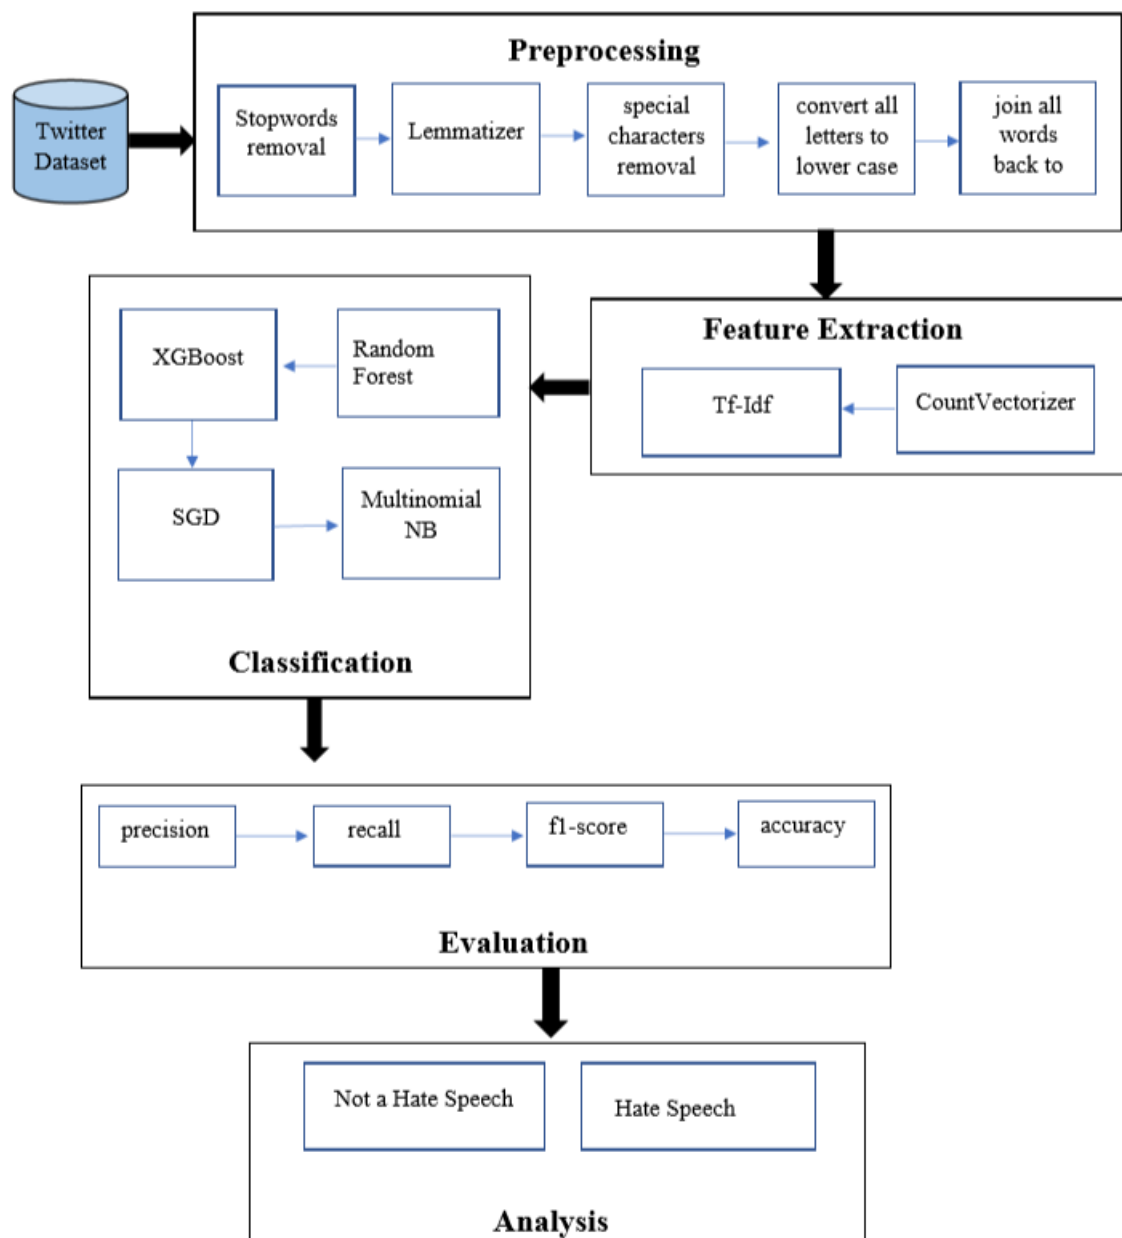 Preprocessing
Twitter
Dataset
Stopwords
removal
Lemmatizer
special
characters
removal
convert all
letters to
lower case
join all
words
back to
Feature Extraction
CountVectorizer
Tf-Idf
Random
Forest
XGBoost
SGD
Multinomial
NB
Classification
precision
recall
f1-score
accuracy
Evaluation
Not a Hate Speech
Hate Speech
Analysis